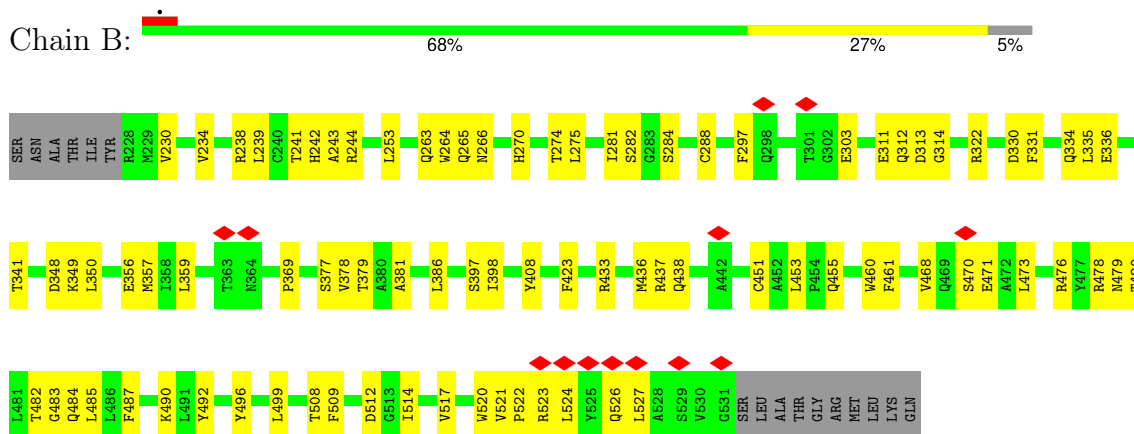 Chain B:
68% 27% 5%
SER ASN ALA THR ILE TYR R228 M229 V230 V234 R238 L239 C240 T241 H242 A243 R244 L253 Q263 W264 Q265 N266 H270 T274 L275 I281 S282 G283 S284 C288 F297 Q298 T301 G302 E303 E311 Q312 D313 G314 R322 D330 F331 Q334 L335 E336
T341 D348 K349 L350 E356 M357 I358 L359 T363 N364 P369 S377 V378 T379 A380 A381 L386 S397 I398 Y408 F423 R433 M436 R437 Q438 A442 C451 A452 L453 P454 Q455 W460 F461 V468 Q469 S470 E471 A472 L473 R476 Y477 R478 N479
L481 T482 G483 Q484 L485 L486 F487 K490 L491 Y492 Y496 L499 T508 F509 D512 G513 I514 V517 W520 V521 P522 R523 L524 Y525 Q526 L527 A528 S529 V530 G531 SER LEU ALA THR GLY ARG MET LEU LYS GLN